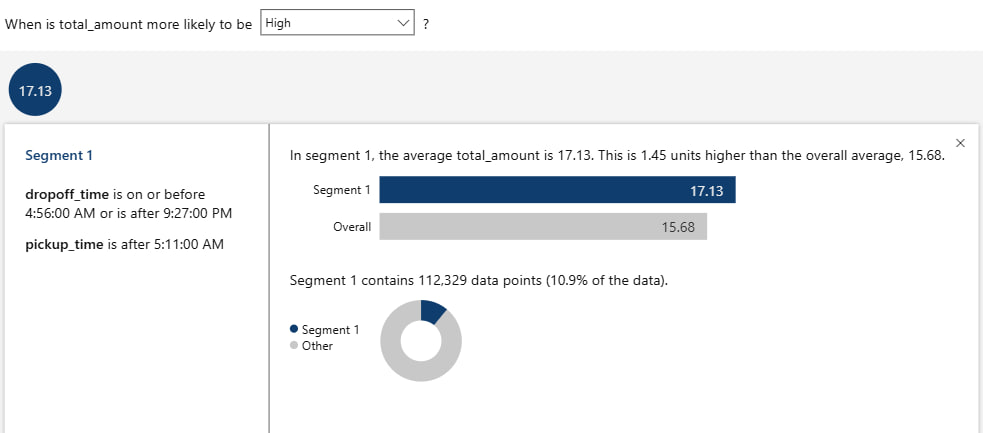 When is total_amount more likely to be High ?
17.13
Segment 1
dropoff_time is on or before
4:56:00 AM or is after 9:27:00 PM
pickup_time is after 5:11:00 AM
In segment 1, the average total_amount is 17.13. This is 1.45 units higher than the overall average, 15.68.
Segment 1 17.13
Overall 15.68
Segment 1 contains 112,329 data points (10.9% of the data).
Segment 1
Other